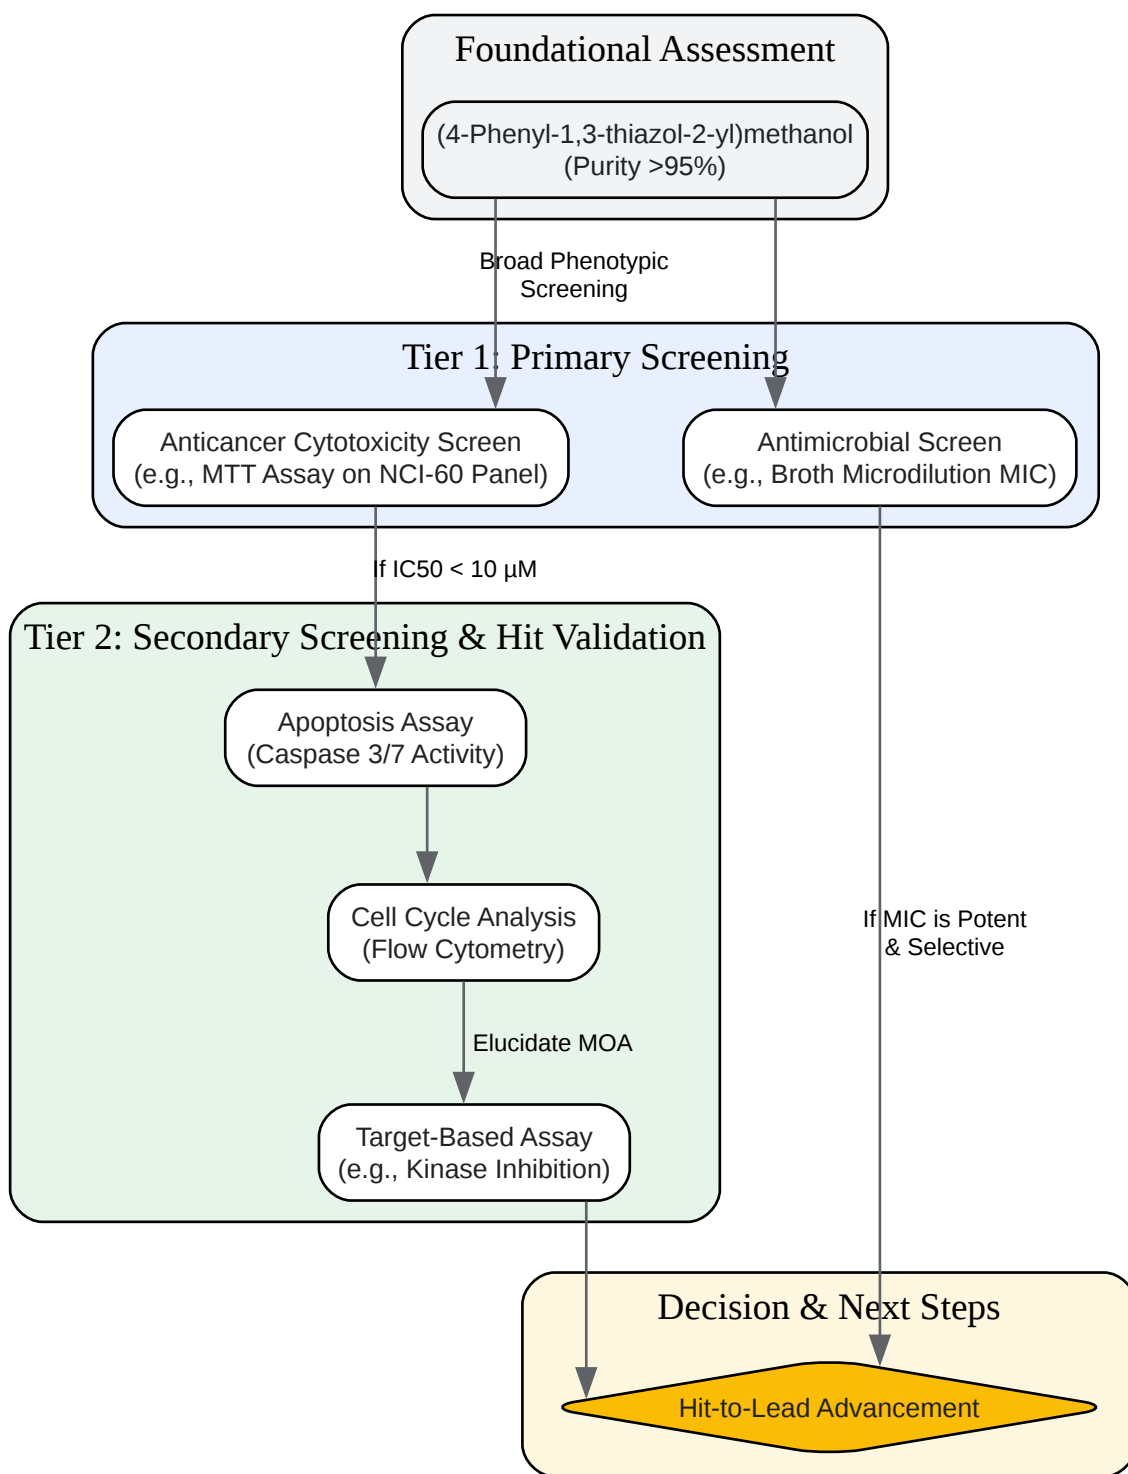 Foundational Assessment
(4-Phenyl-1,3-thiazol-2-yl)methanol
(Purity >95%)
Broad Phenotypic
Screening
Tier 1: Primary Screening
Anticancer Cytotoxicity Screen
(e.g., MTT Assay on NCI-60 Panel)
Antimicrobial Screen
(e.g., Broth Microdilution MIC)
If IC50 < 10 µM
Tier 2: Secondary Screening & Hit Validation
Apoptosis Assay
(Caspase 3/7 Activity)
Cell Cycle Analysis
(Flow Cytometry)
If MIC is Potent
& Selective
Elucidate MOA
Target-Based Assay
(e.g., Kinase Inhibition)
Decision & Next Steps
Hit-to-Lead Advancement